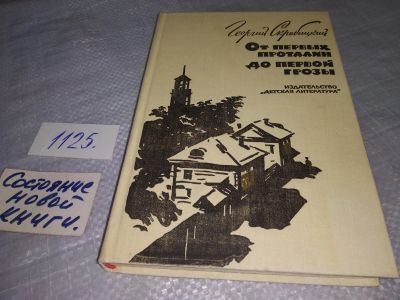 Георгий Скребицкий
От первых
проталин
до первой
грозы
Издательство
„Детская литература“
1125.
Состояние
новой
книги.